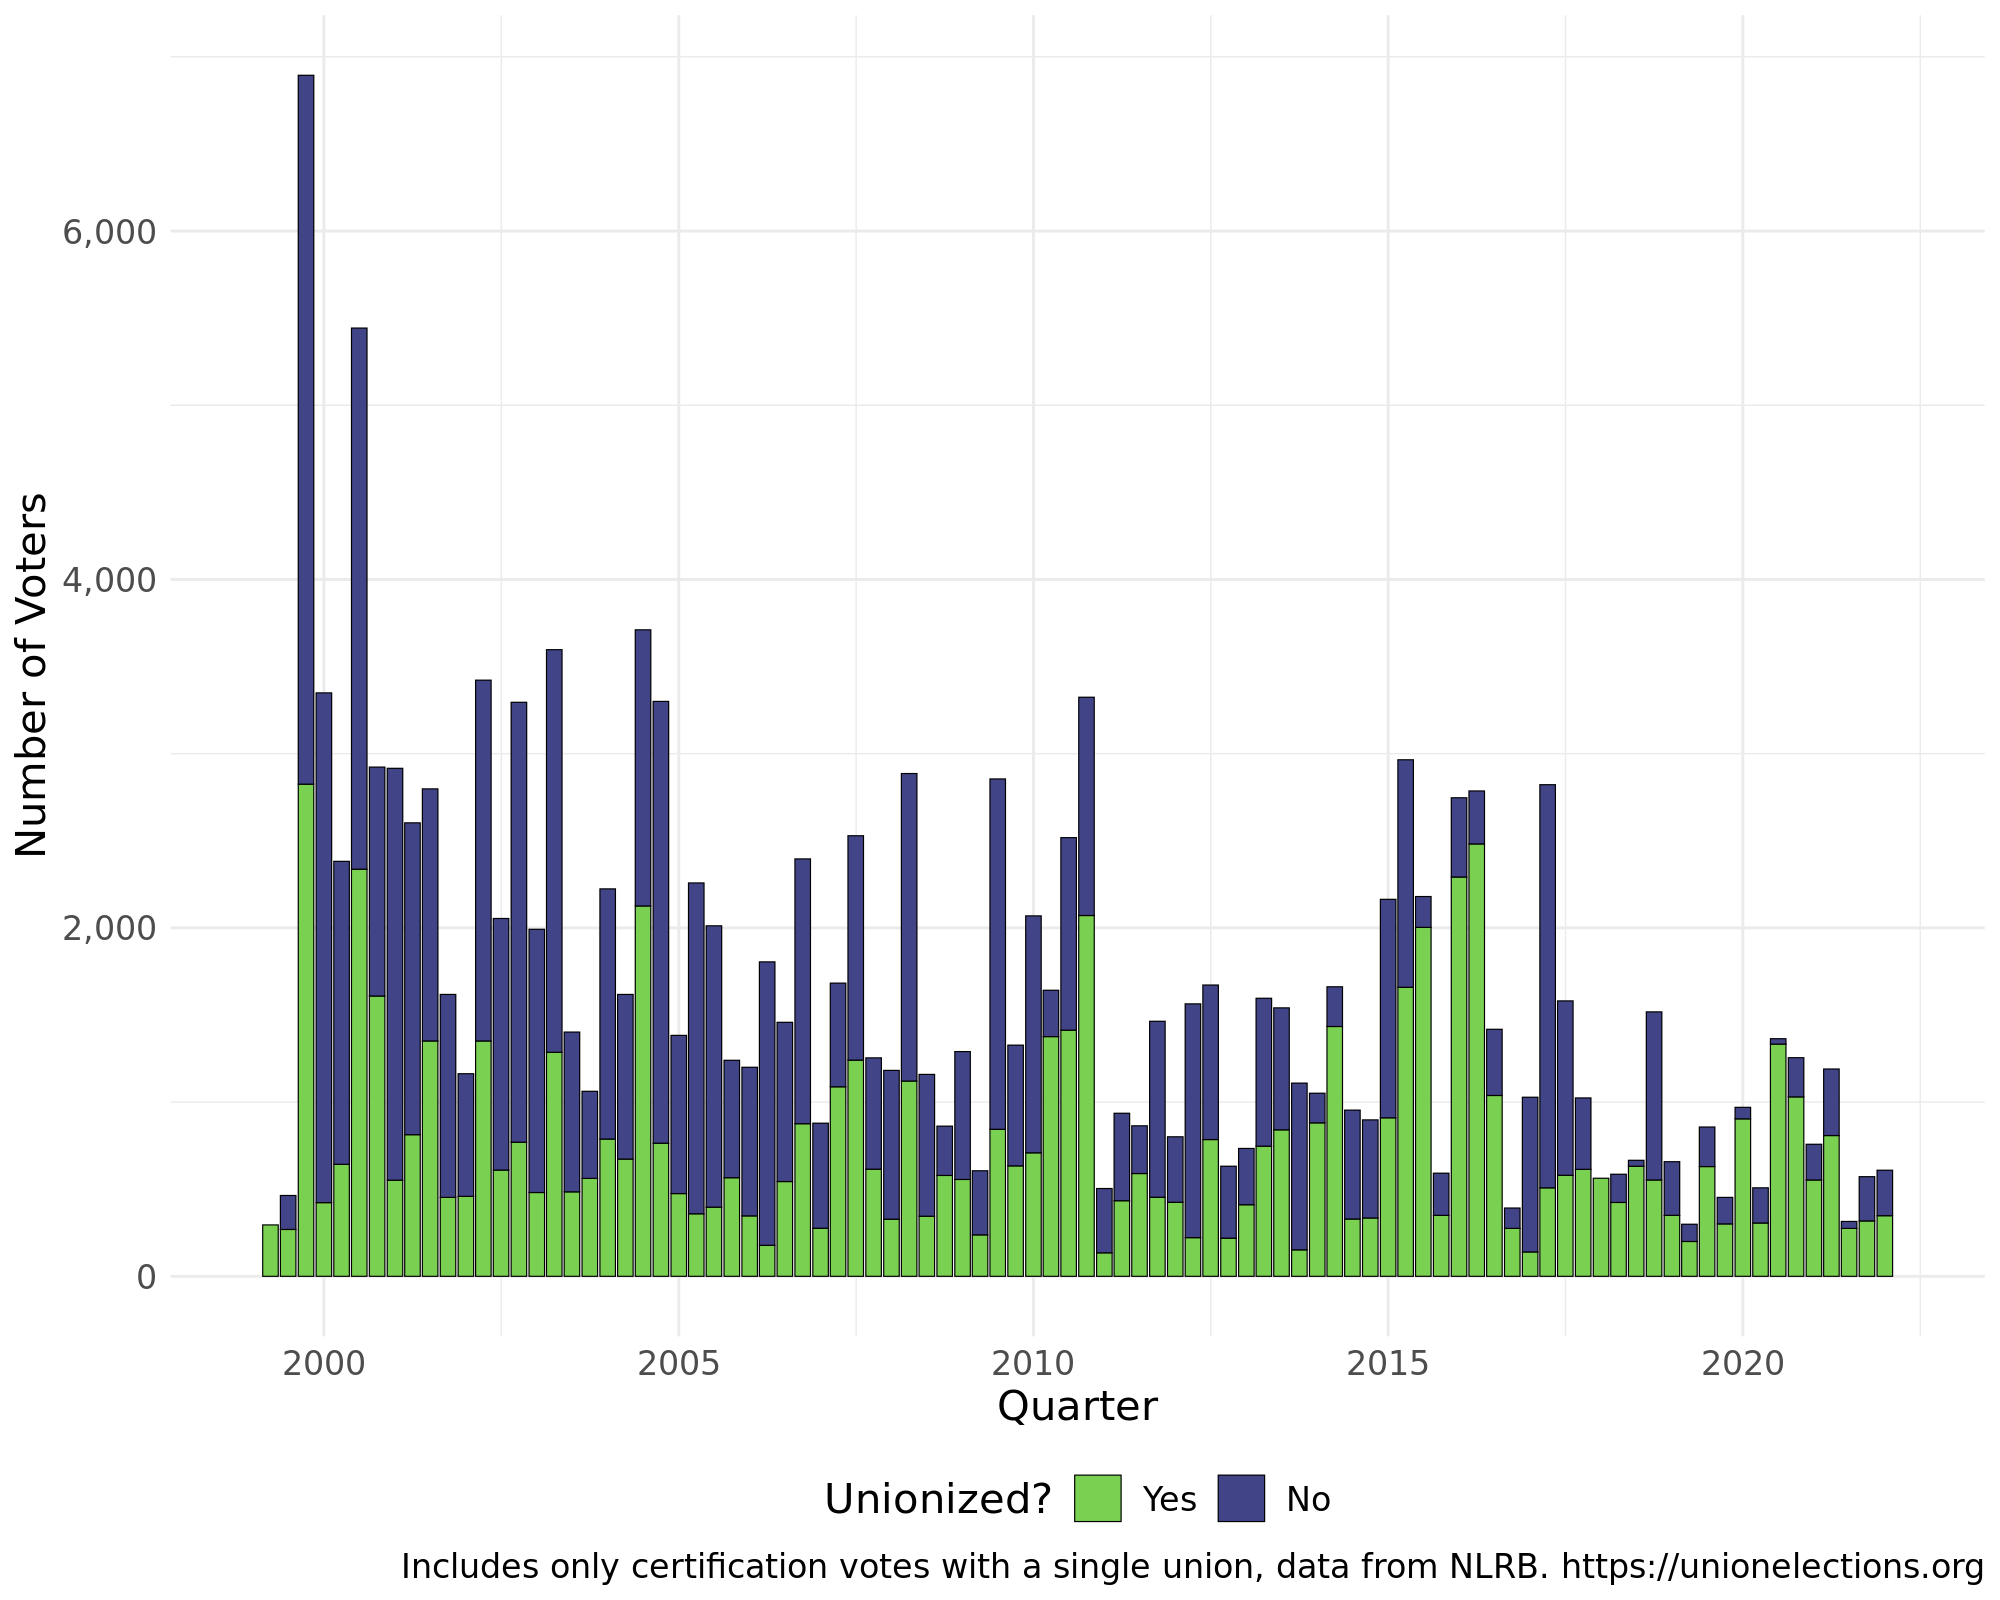 Number of Voters
6,000
4,000
2,000
0
2000 2005 2010 2015 2020
Quarter
Unionized? Yes No
Includes only certification votes with a single union, data from NLRB. https://unionelections.org